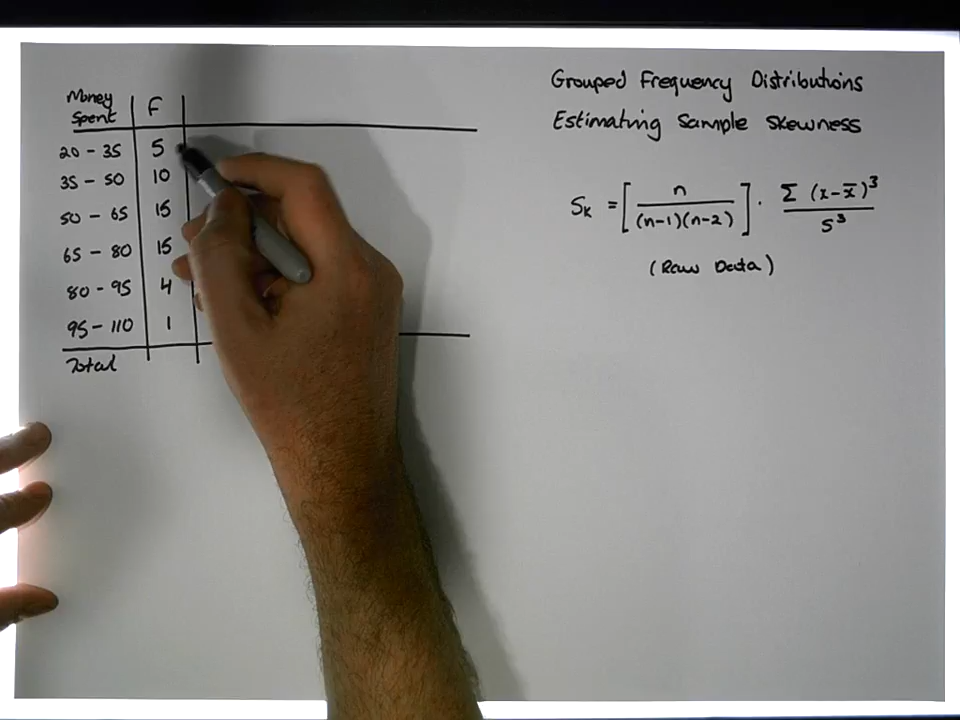 Money Spent | F
20 - 35 | 5
35 - 50 | 10
50 - 65 | 15
65 - 80 | 15
80 - 95 | 4
95 - 110 | 1
Total
Grouped Frequency Distributions
Estimating Sample Skewness
Sk = [n / (n-1)(n-2)] · Σ (x-x̄)³ / s³
(Raw Data)